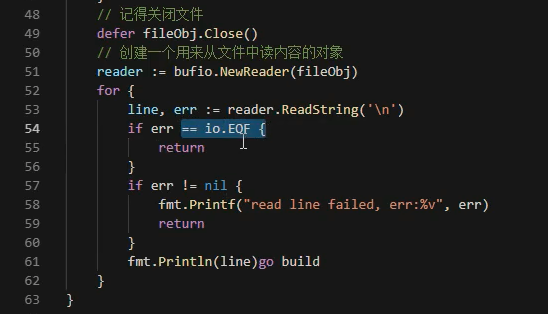 48 // 记得关闭文件
49 defer fileObj.Close()
50 // 创建一个用来从文件中读内容的对象
51 reader := bufio.NewReader(fileObj)
52 for {
53 line, err := reader.ReadString('\n')
54 if err == io.EOF {
55 return
56 }
57 if err != nil {
58 fmt.Printf("read line failed, err:%v", err)
59 return
60 }
61 fmt.Println(line)go build
62 }
63 }